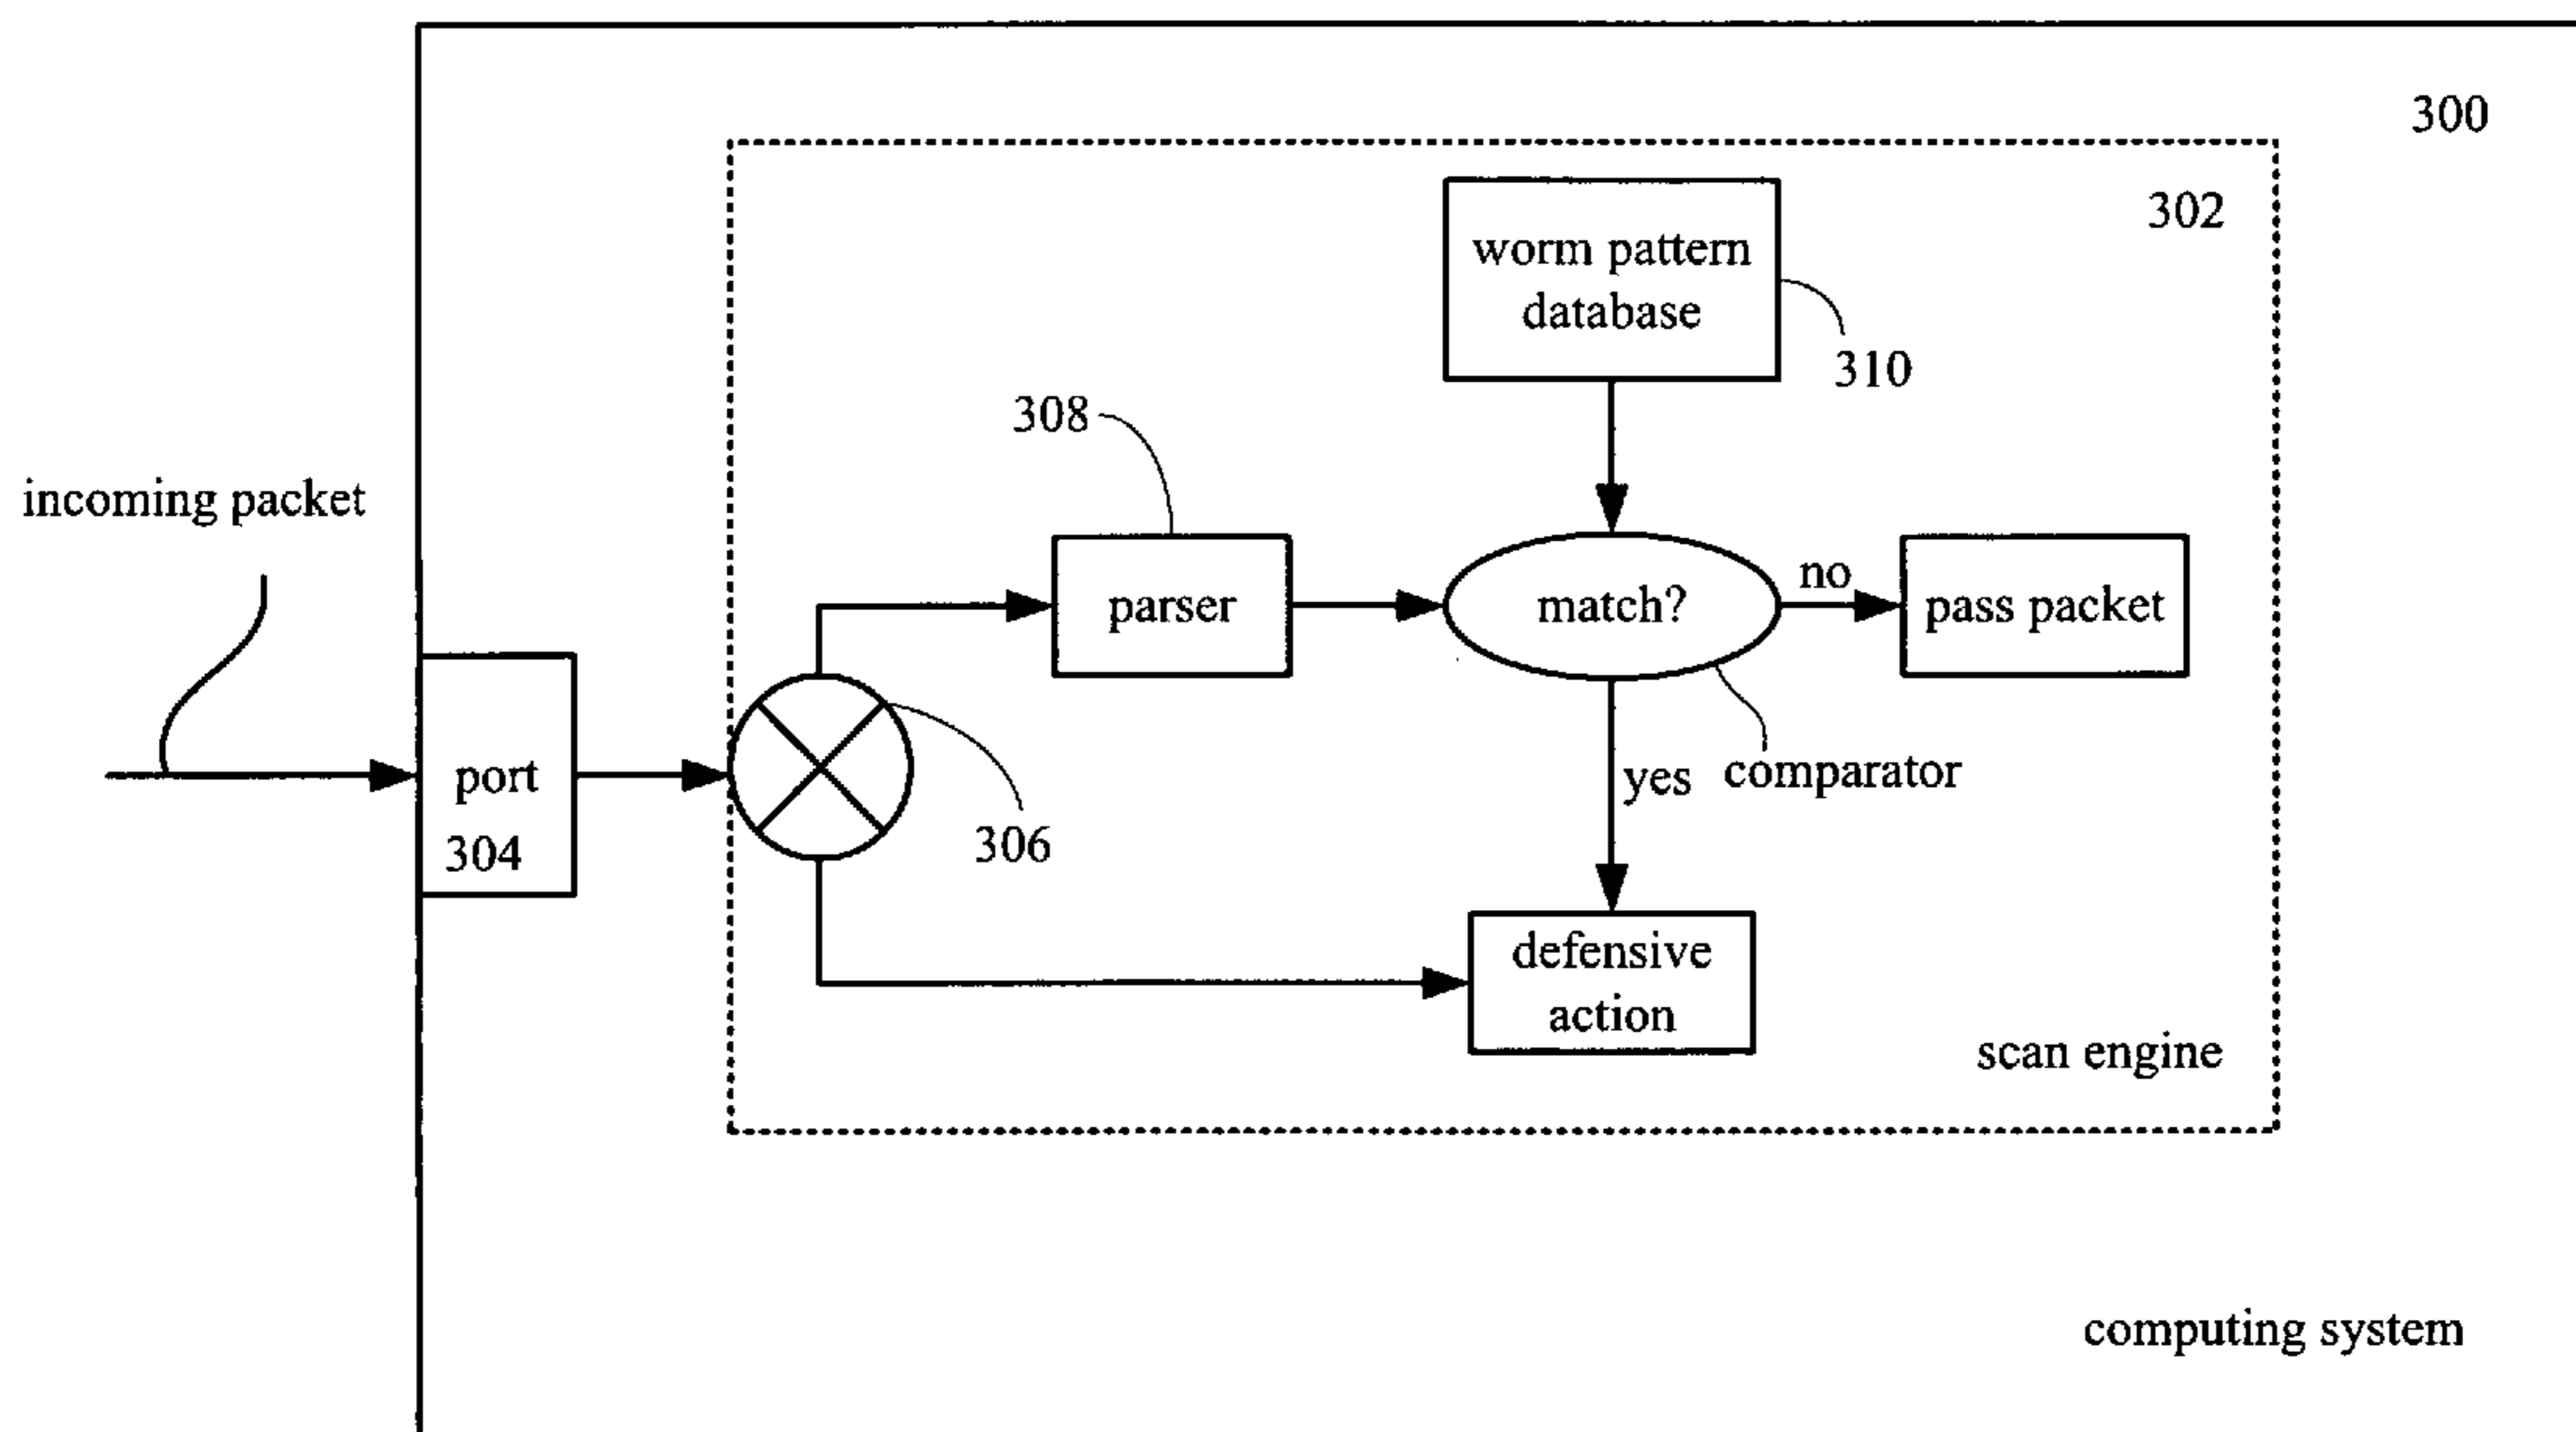 300
302
worm pattern
database
310
308
incoming packet
parser
match?
no
pass packet
port
304
306
yes
comparator
defensive
action
scan engine
computing system